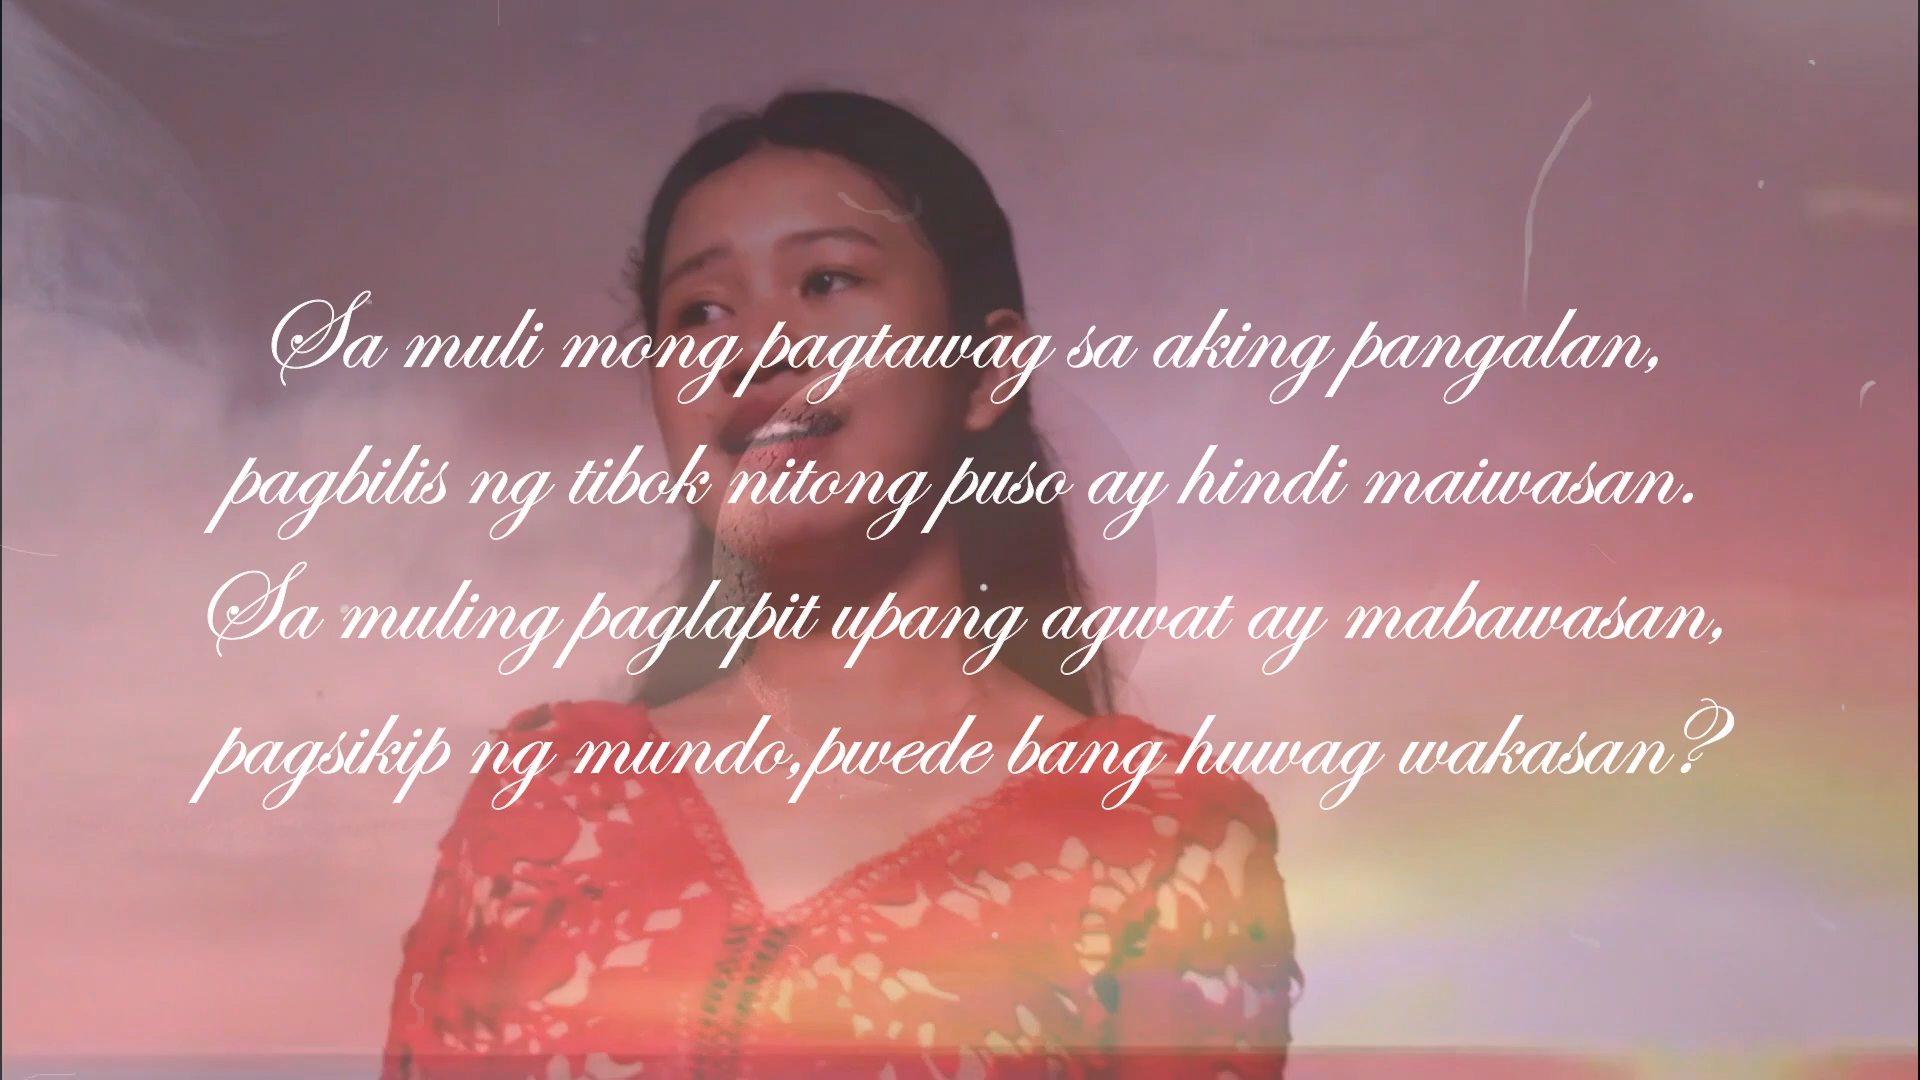 Sa muli mong pagtawag sa aking pangalan,
pagbilis ng tibok nitong puso ay hindi maiwasan.
Sa muling paglapit upang agwat ay mabawasan,
pagsikip ng mundo,pwede bang huwag wakasan?